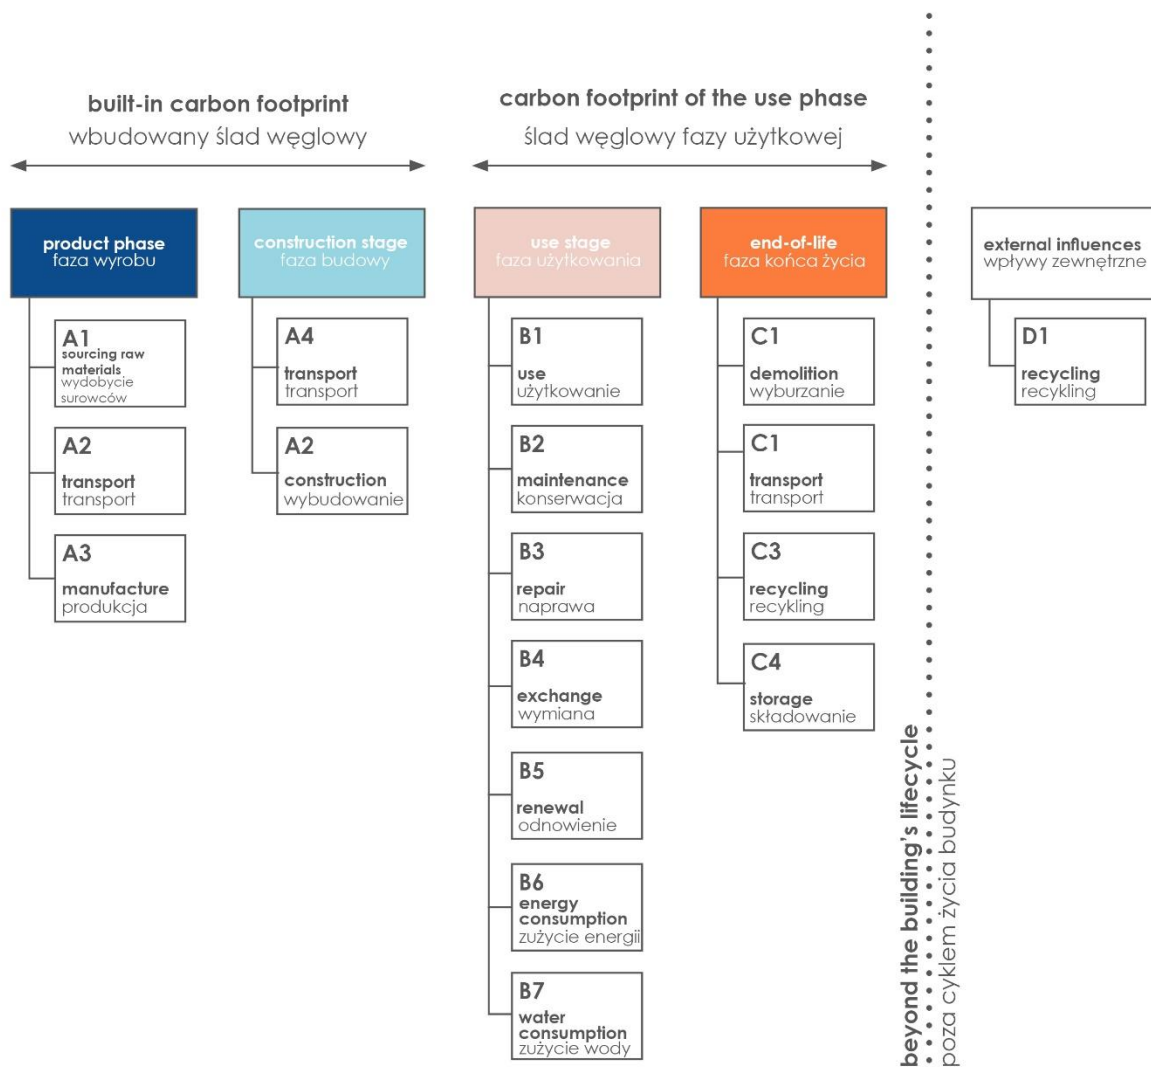 built-in carbon footprint
wbudowany ślad węglowy
carbon footprint of the use phase
ślad węglowy fazy użytkowej
product phase
faza wyrobu
A1
sourcing raw
materials
wydobycie
surowców
A2
transport
transport
A3
manufacture
produkcja
construction stage
faza budowy
A4
transport
transport
A2
construction
wybudowanie
use stage
faza użytkowania
B1
use
użytkowanie
B2
maintenance
konserwacja
B3
repair
naprawa
B4
exchange
wymiana
B5
renewal
odnowienie
B6
energy
consumption
zużycie energii
B7
water
consumption
zużycie wody
end-of-life
faza końca życia
C1
demolition
wyburzanie
C1
transport
transport
C3
recycling
recykling
C4
storage
składowanie
beyond the building's lifecycle
poza cyklem życia budynku
external influences
wpływy zewnętrzne
D1
recycling
recykling